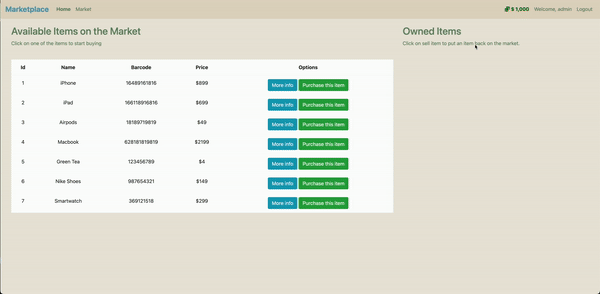 Marketplace Home Market $ 1,000 Welcome, admin Logout
Available Items on the Market
Click on one of the items to start buying
Owned Items
Click on sell item to put an item back on the market.
Id Name Barcode Price Options
1 iPhone 16489161816 $899 More info Purchase this item
2 iPad 166118916816 $699 More info Purchase this item
3 Airpods 18189719819 $49 More info Purchase this item
4 Macbook 628181819819 $2199 More info Purchase this item
5 Green Tea 123456789 $4 More info Purchase this item
6 Nike Shoes 987654321 $149 More info Purchase this item
7 Smartwatch 369121518 $299 More info Purchase this item